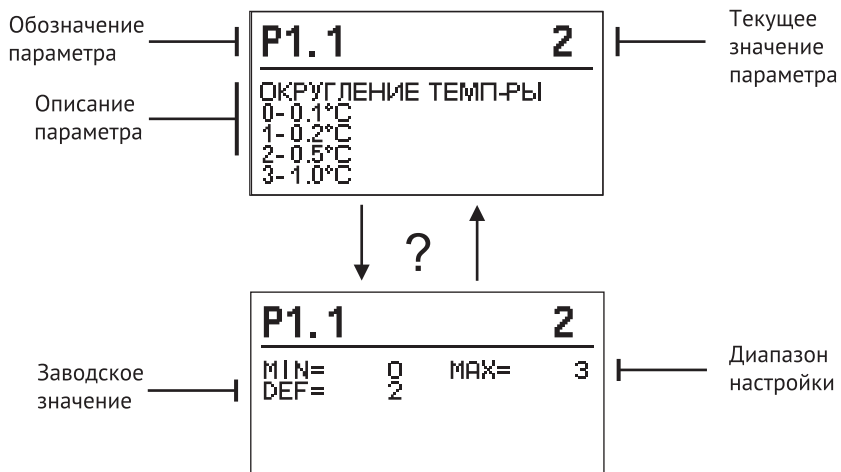 Обозначение
параметра
P1.1 2
Текущее
значение
параметра
Описание
параметра
ОКРУГЛЕНИЕ ТЕМП-РЫ
0-0.1°C
1-0.2°C
2-0.5°C
3-1.0°C
?
P1.1 2
Заводское
значение
MIN= 0 MAX= 3
DEF= 2
Диапазон
настройки